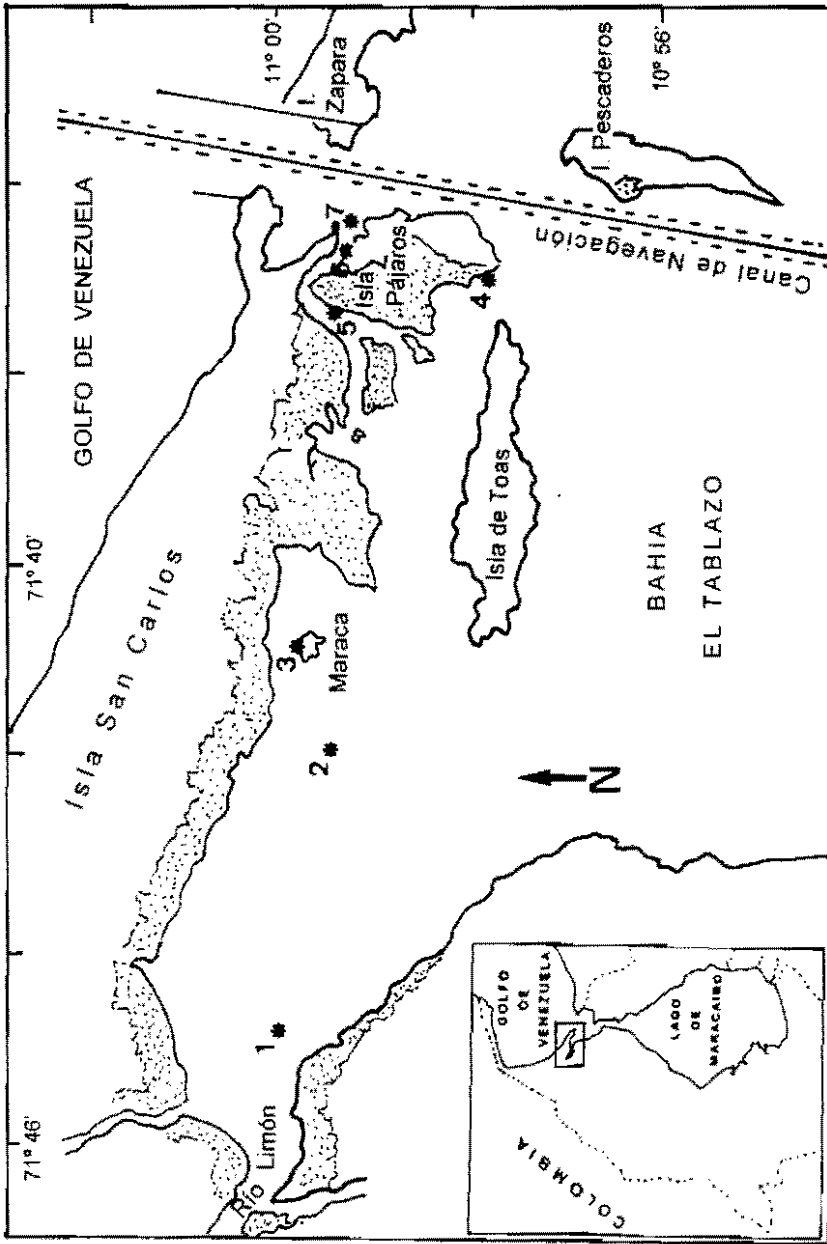 GOLFO DE VENEZUELA
11° 00'
I.
Zapara
10° 56'
I. Pescaderos
Canal de Navegación
7
6
Isla
Pájaros
5
4
8
71° 40'
Isla San Carlos
Isla de Toas
3
Maraca
2
BAHIA
EL TABLAZO
N
1
71° 46'
Río
Limón
GOLFO
DE
VENEZUELA
LAGO
DE
MARACAIBO
COLOMBIA